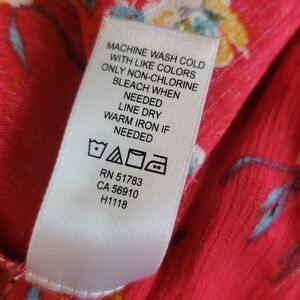 MACHINE WASH COLD
WITH LIKE COLORS
ONLY NON-CHLORINE
BLEACH WHEN
NEEDED
LINE DRY
WARM IRON IF
NEEDED
RN 51783
CA 56910
H1118